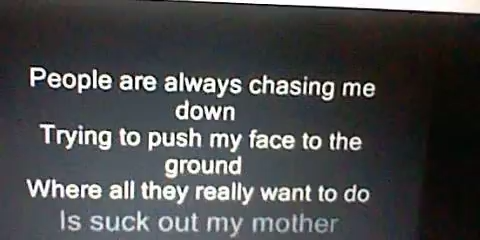 People are always chasing me
down
Trying to push my face to the
ground
Where all they really want to do
Is suck out my mother